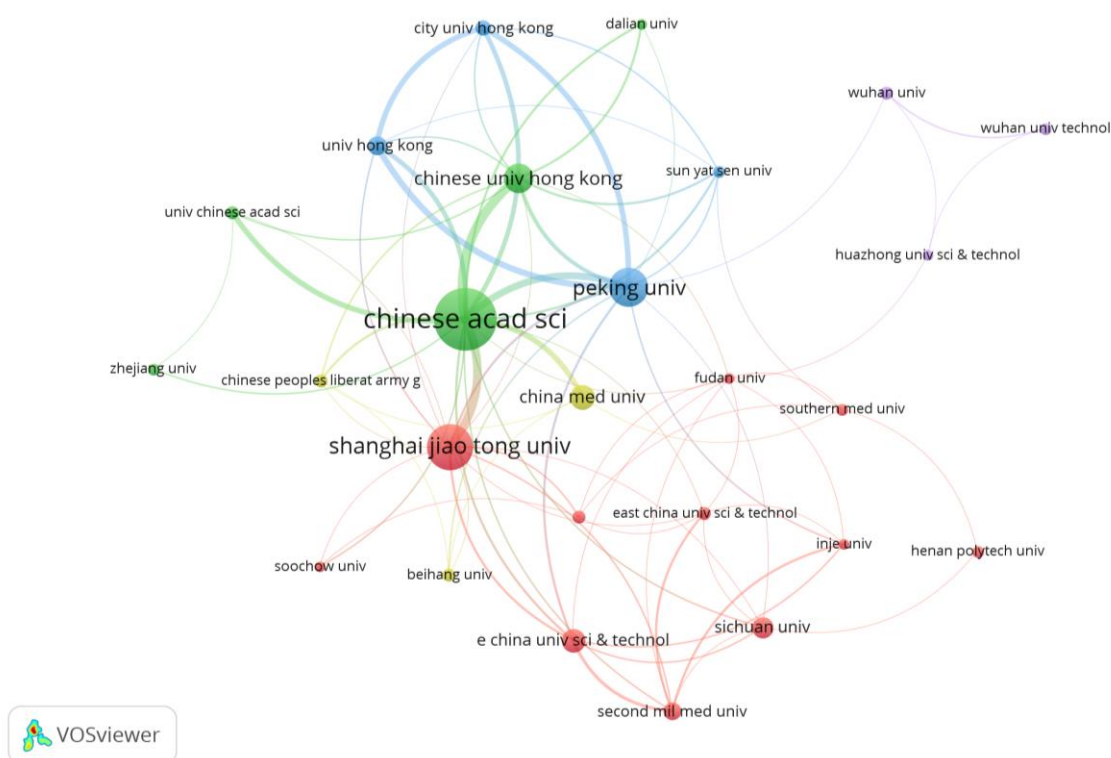 city univ hong kong
dalian univ
wuhan univ
wuhan univ technol
univ hong kong
chinese univ hong kong
sun yat sen univ
univ chinese acad sci
huazhong univ sci & technol
peking univ
chinese acad sci
zhejiang univ
chinese peoples liberat army g
fudan univ
china med univ
southern med univ
shanghai jiao tong univ
east china univ sci & technol
inje univ
henan polytech univ
soochow univ
beihang univ
e china univ sci & technol
sichuan univ
second mil med univ
VOSviewer